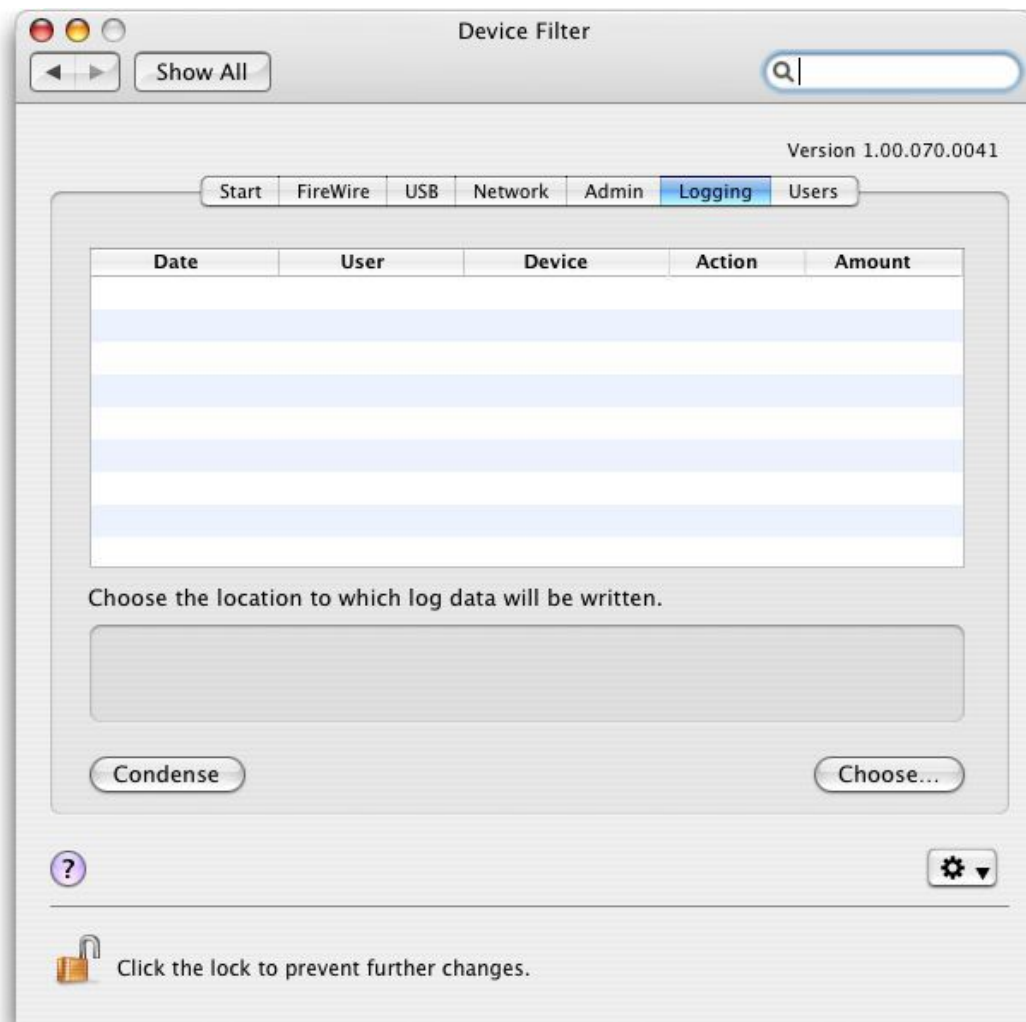 Device Filter
Show All
Version 1.00.070.0041
Start FireWire USB Network Admin Logging Users
Date User Device Action Amount
Choose the location to which log data will be written.
Condense Choose...
?
Click the lock to prevent further changes.